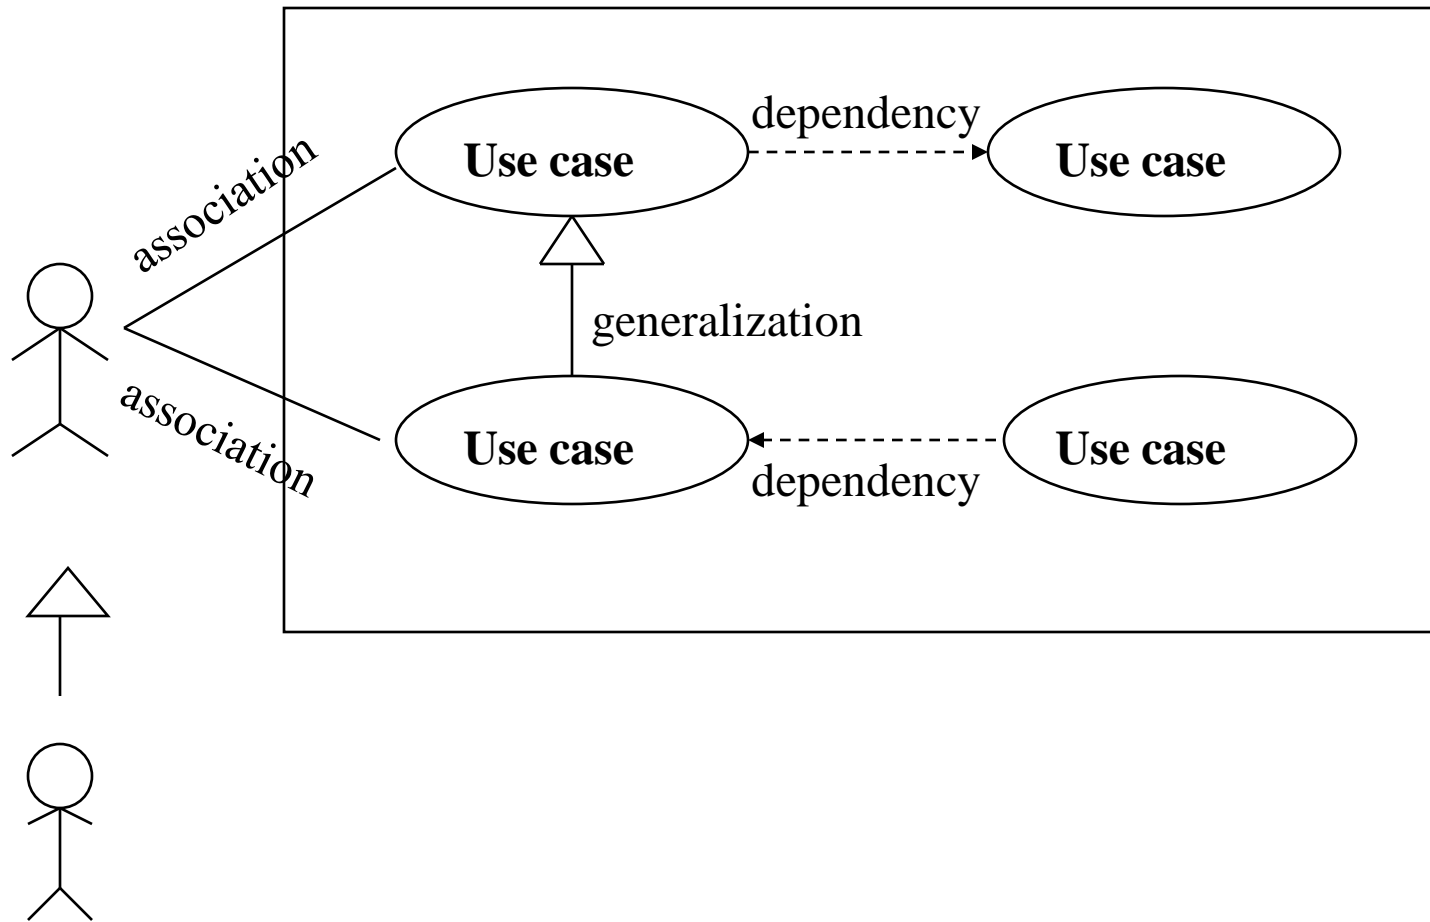 dependency
Use case
Use case
association
generalization
association
Use case
Use case
dependency